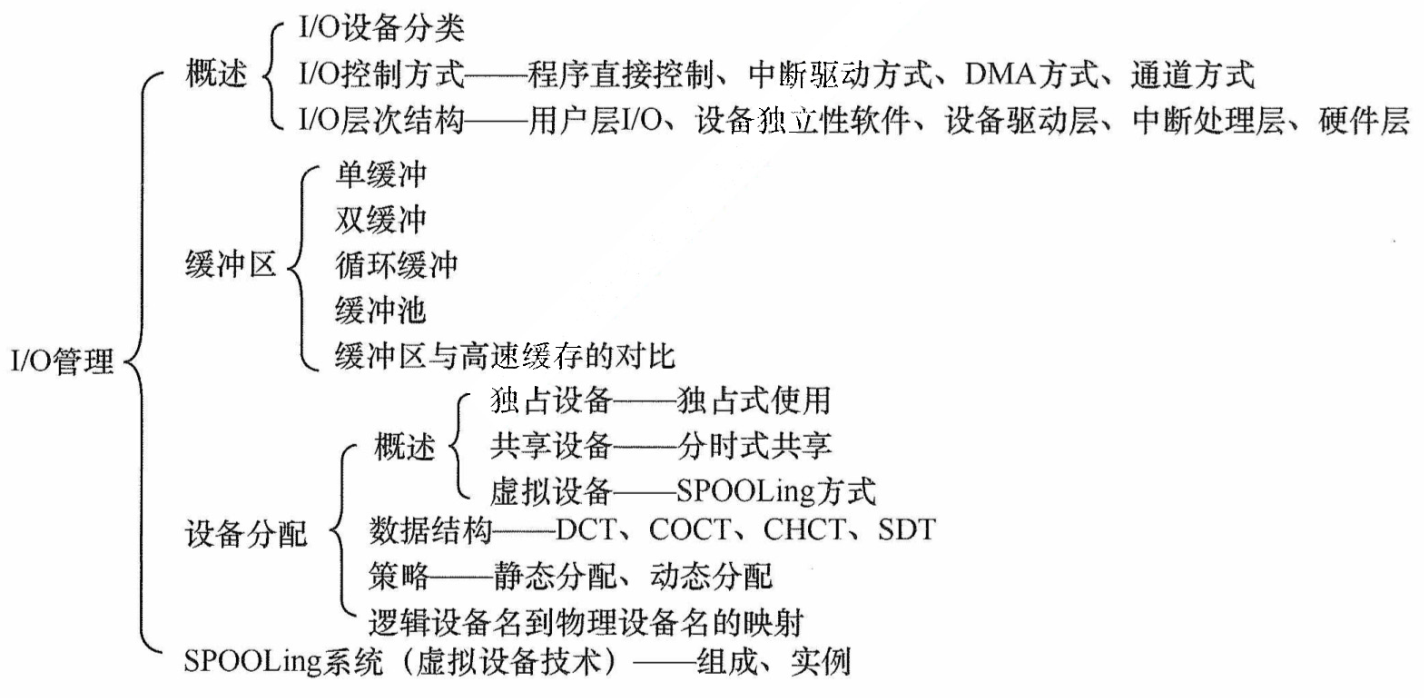 I/O设备分类
概述
I/O控制方式——程序直接控制、中断驱动方式、DMA方式、通道方式
I/O层次结构——用户层I/O、设备独立性软件、设备驱动层、中断处理层、硬件层
单缓冲
双缓冲
缓冲区
循环缓冲
缓冲池
I/O管理
缓冲区与高速缓存的对比
独占设备——独占式使用
概述
共享设备——分时式共享
虚拟设备——SPOOLing方式
设备分配
数据结构——DCT、COCT、CHCT、SDT
策略——静态分配、动态分配
逻辑设备名到物理设备名的映射
SPOOLing系统（虚拟设备技术）——组成、实例